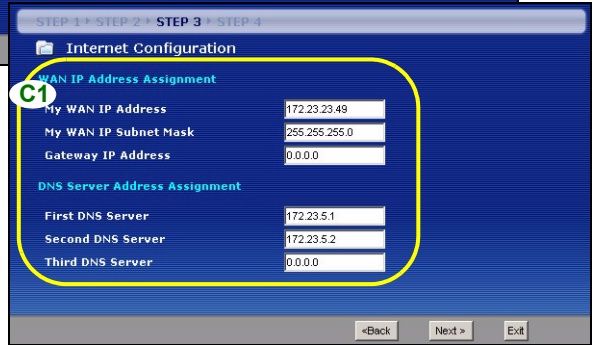 STEP 1 STEP 2 STEP 3 STEP 4
Internet Configuration
WAN IP Address Assignment
C1
My WAN IP Address 172.23.23.49
My WAN IP Subnet Mask 255.255.255.0
Gateway IP Address 0.0.0.0
DNS Server Address Assignment
First DNS Server 172.23.5.1
Second DNS Server 172.23.5.2
Third DNS Server 0.0.0.0
<Back Next > Exit